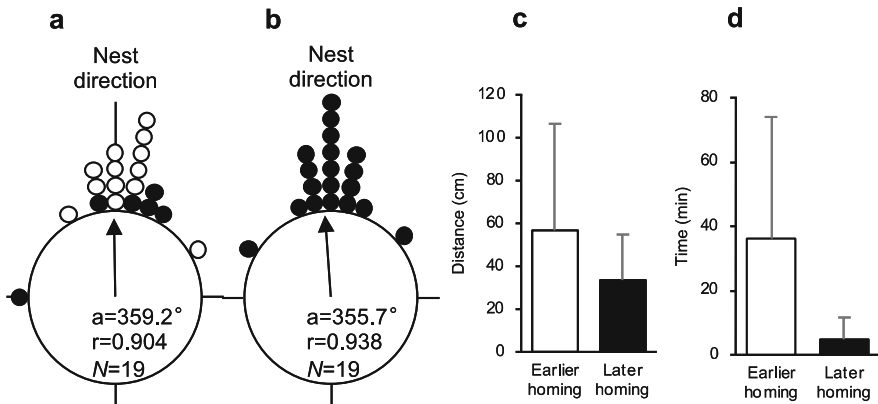 a
Nest
direction
a=359.2°
r=0.904
N=19
b
Nest
direction
a=355.7°
r=0.938
N=19
c
Distance (cm)
120
100
80
60
40
20
0
Earlier
homing
Later
homing
d
Time (min)
80
60
40
20
0
Earlier
homing
Later
homing